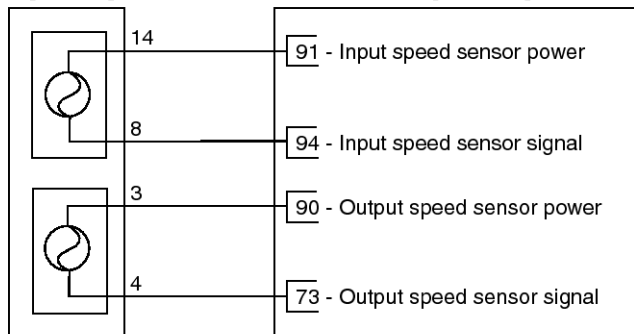 14
91 - Input speed sensor power
8
94 - Input speed sensor signal
3
90 - Output speed sensor power
4
73 - Output speed sensor signal